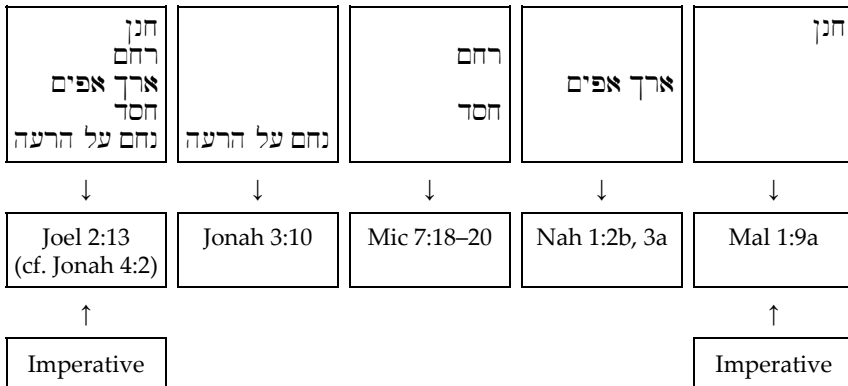 חנן
רחם
ארך אפים
חסד
נחם על הרעה
נחם על הרעה
רחם
חסד
ארך אפים
חנן
↓ ↓ ↓ ↓ ↓
Joel 2:13
(cf. Jonah 4:2)
Jonah 3:10
Mic 7:18–20
Nah 1:2b, 3a
Mal 1:9a
↑ ↑
Imperative
Imperative